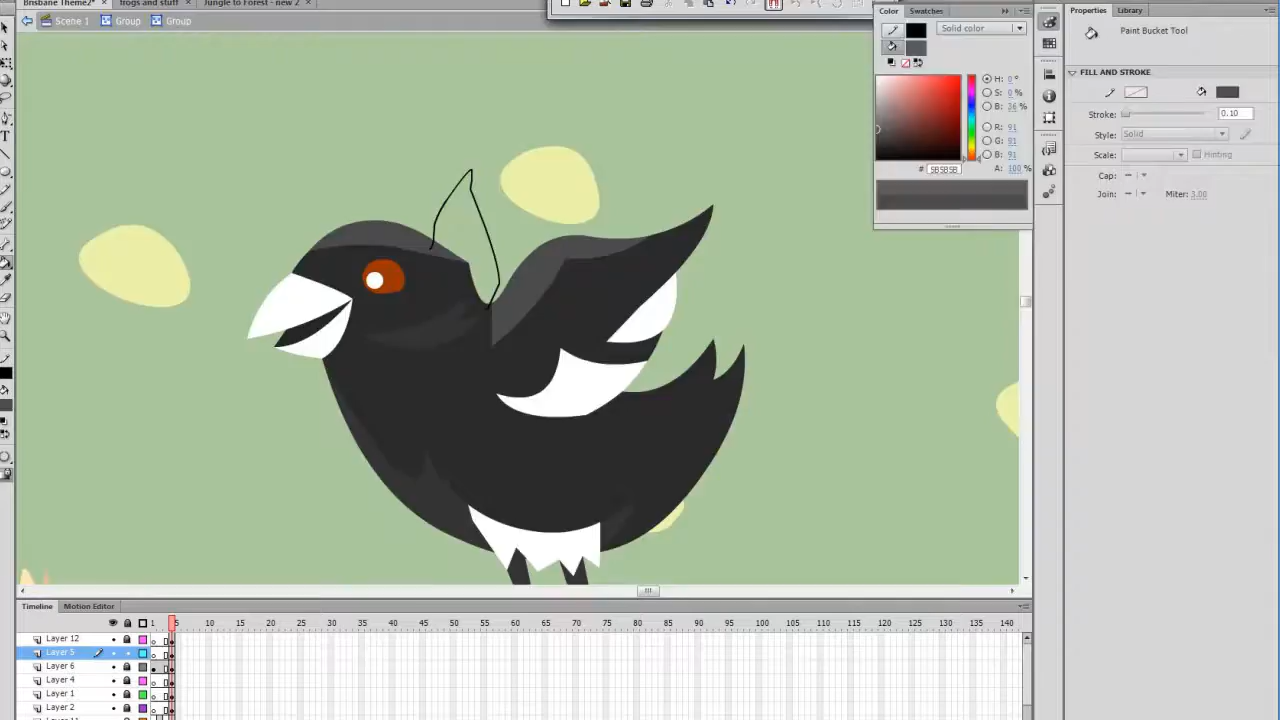 Brisbane Theme2* × frogs and stuff × Jungle to Forest - new 2 ×
Scene 1 Group Group
Color Swatches
Solid color
H: 0 °
S: 0 %
B: 36 %
R: 91
G: 91
B: 91
# 5B5B5B A: 100 %
Properties Library
Paint Bucket Tool
FILL AND STROKE
Stroke: 0.10
Style: Solid
Scale: Hinting
Cap:
Join: Miter: 3.00
Timeline Motion Editor
1 5 10 15 20 25 30 35 40 45 50 55 60 65 70 75 80 85 90 95 100 105 110 115 120 125 130 135 140
Layer 12
Layer 5
Layer 6
Layer 4
Layer 1
Layer 2